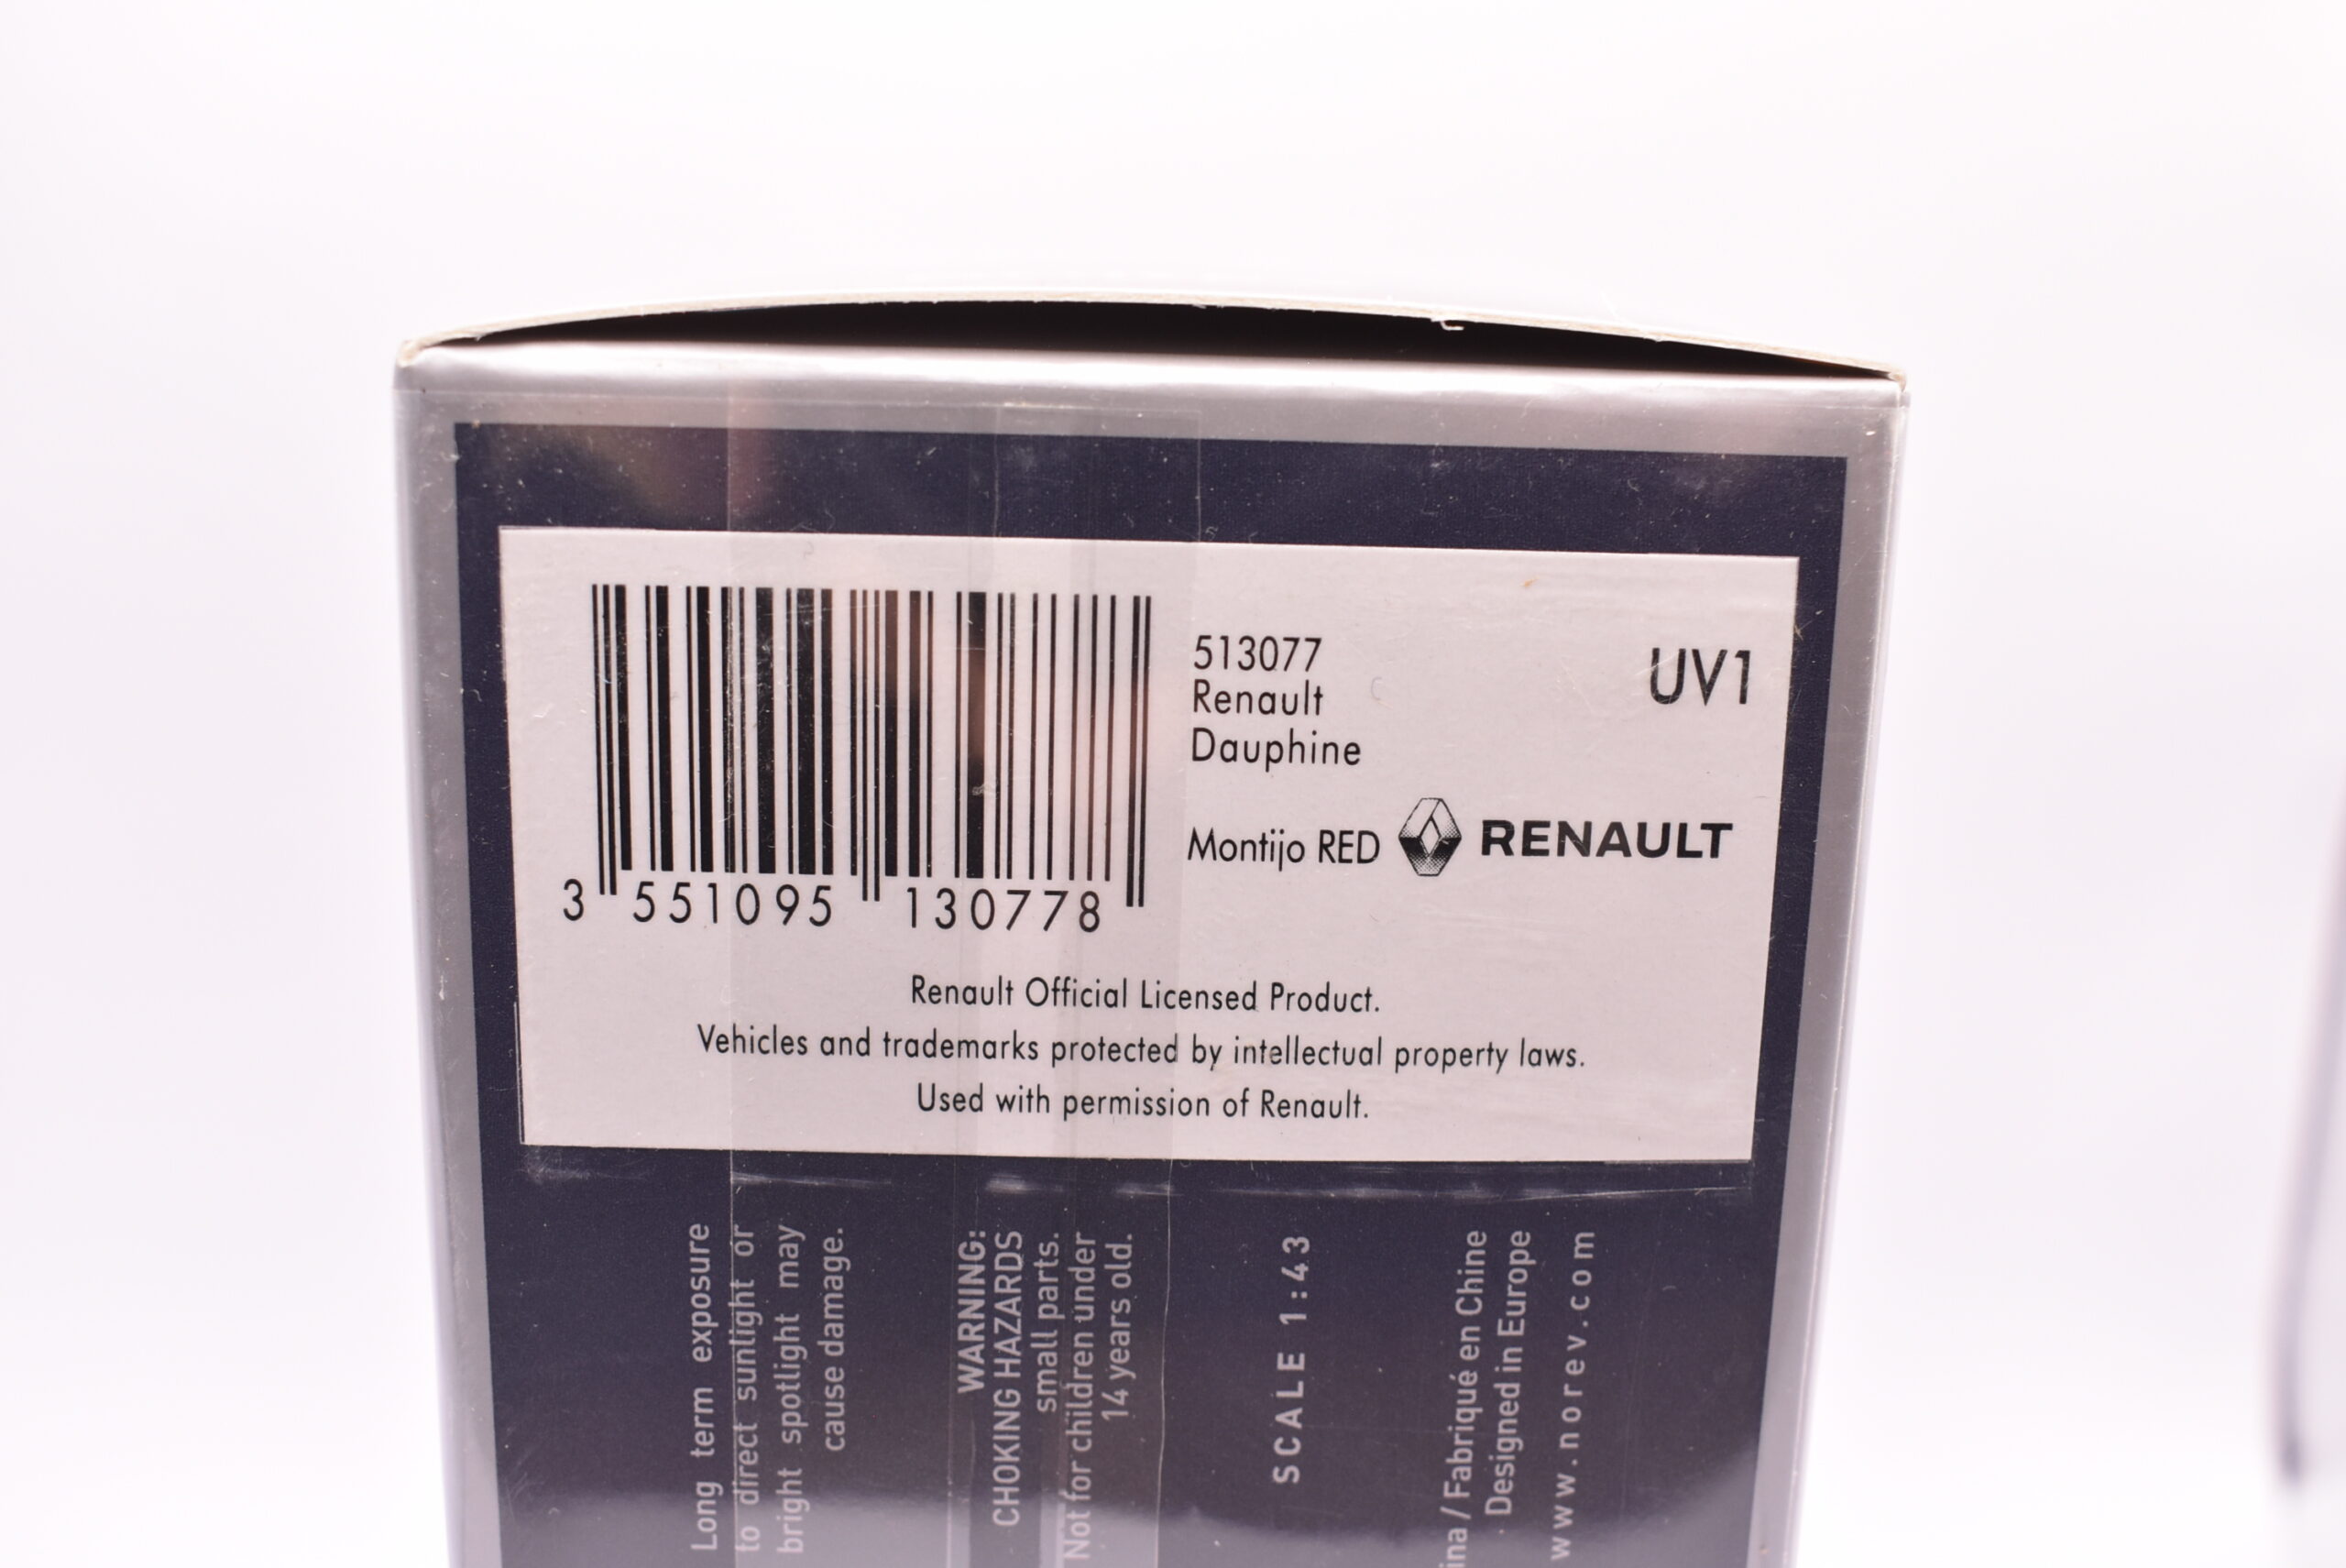 513077
Renault
Dauphine
UV1
Montijo RED
RENAULT
3 551095 130778
Renault Official Licensed Product.
Vehicles and trademarks protected by intellectual property laws.
Used with permission of Renault.
Long term exposure
to direct sunlight or
bright spotlight may
cause damage.
WARNING:
CHOKING HAZARDS
small parts.
Not for children under
14 years old.
SCALE 1:43
/ Fabriqué en Chine
Designed in Europe
www.norev.com